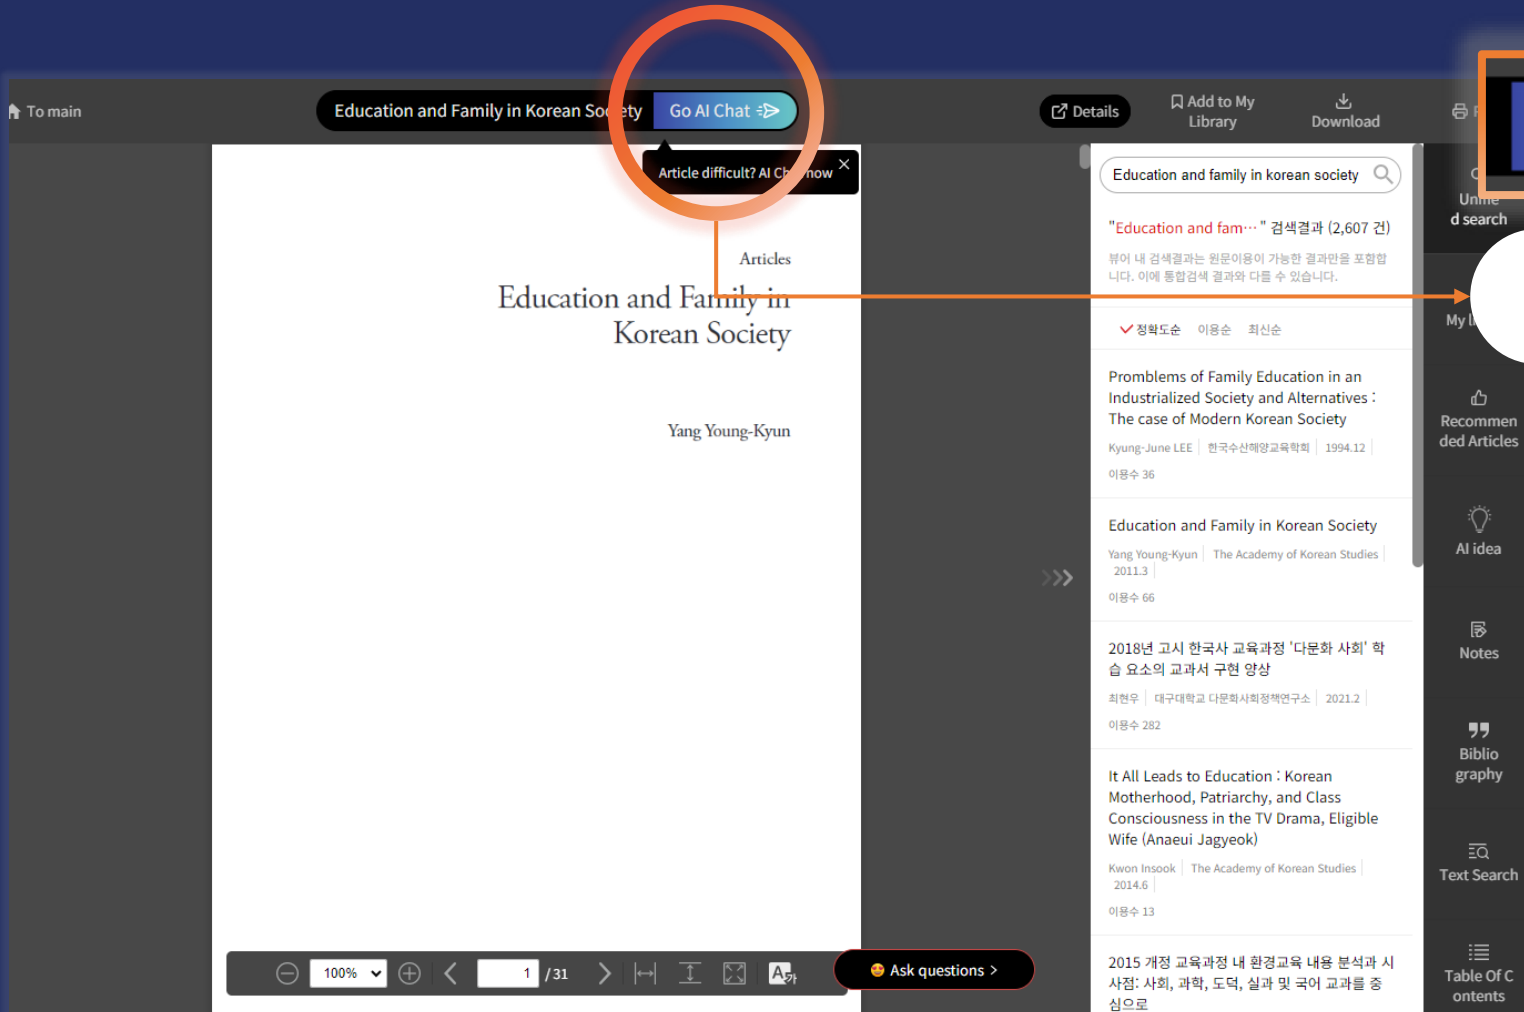 To main
Education and Family in Korean Society
Go AI Chat
Details
Add to My
Library
Download
Article difficult? AI Ch
now
Articles
Education and Family in
Korean Society
Yang Young-Kyun
100%
1
/ 31
Ask questions >
Education and family in korean society
"Education and fam…" 검색결과 (2,607 건)
뷰어 내 검색결과는 원문이용이 가능한 결과만을 포함합
니다. 이에 통합검색 결과와 다를 수 있습니다.
정확도순 이용순 최신순
Promblems of Family Education in an
Industrialized Society and Alternatives :
The case of Modern Korean Society
Kyung-June LEE 한국수산해양교육학회 1994.12
이용수 36
Education and Family in Korean Society
Yang Young-Kyun The Academy of Korean Studies
2011.3
이용수 66
2018년 고시 한국사 교육과정 '다문화 사회' 학
습 요소의 교과서 구현 양상
최현우 대구대학교 다문화사회정책연구소 2021.2
이용수 282
It All Leads to Education : Korean
Motherhood, Patriarchy, and Class
Consciousness in the TV Drama, Eligible
Wife (Anaeui Jagyeok)
Kwon Insook The Academy of Korean Studies
2014.6
이용수 13
2015 개정 교육과정 내 환경교육 내용 분석과 시
사점: 사회, 과학, 도덕, 실과 및 국어 교과를 중
심으로
d search
My
Recommen
ded Articles
AI idea
Notes
Biblio
graphy
Text Search
Table Of C
ontents